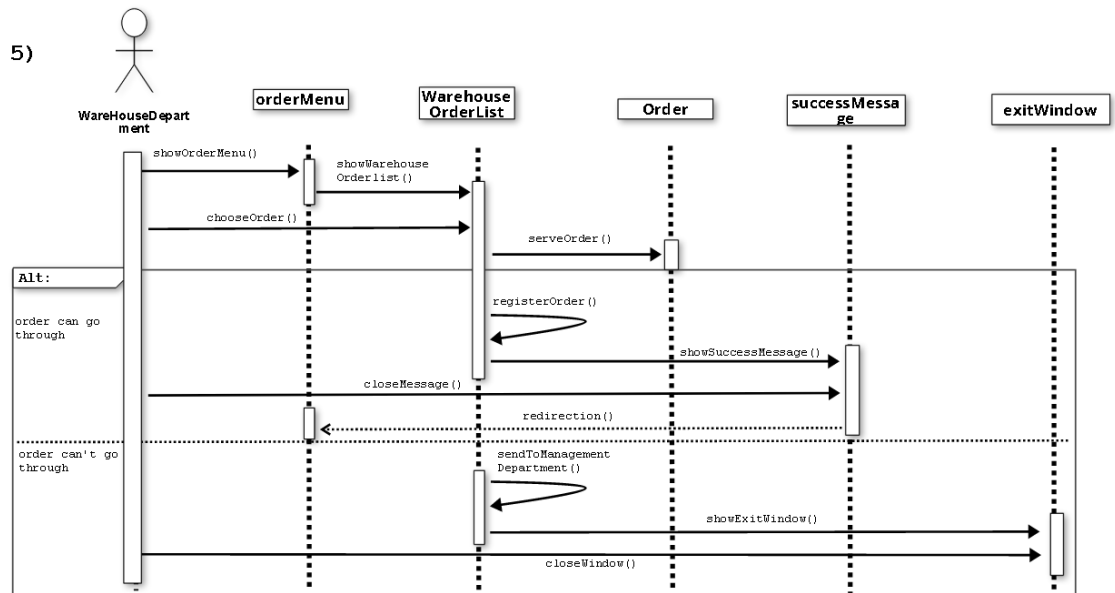 5)
WareHouseDepart
ment
orderMenu
Warehouse
OrderList
Order
successMessa
ge
exitWindow
showOrderMenu()
showWarehouse
Orderlist()
chooseOrder()
serveOrder()
Alt:
order can go
through
registerOrder()
showSuccessMessage()
closeMessage()
redirection()
order can't go
through
sendToManagement
Department()
showExitWindow()
closeWindow()